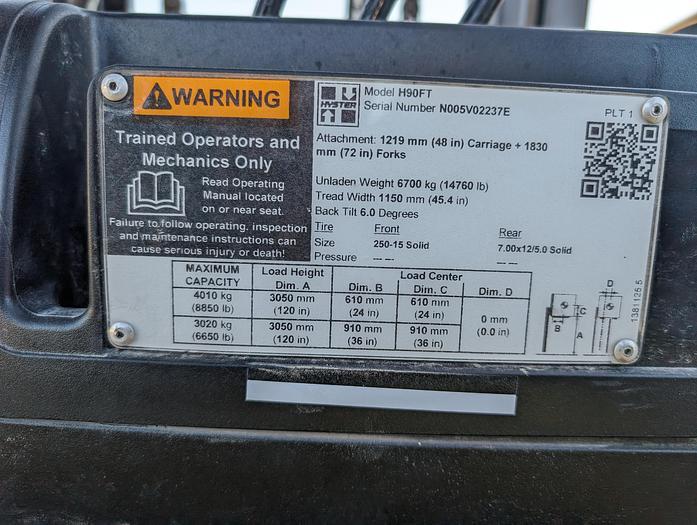 WARNING
Trained Operators and
Mechanics Only
Read Operating
Manual located
on or near seat.
Failure to follow operating, inspection
and maintenance instructions can
cause serious injury or death!
HYSTER
Model H90FT
Serial Number N005V02237E
PLT 1
Attachment: 1219 mm (48 in) Carriage + 1830
mm (72 in) Forks
Unladen Weight 6700 kg (14760 lb)
Tread Width 1150 mm (45.4 in)
Back Tilt 6.0 Degrees
Tire Front Rear
Size 250-15 Solid 7.00x12/5.0 Solid
Pressure --- --- --- ---
MAXIMUM CAPACITY Load Height Dim. A Load Center Dim. B Dim. C Dim. D
4010 kg 3050 mm 610 mm 610 mm 0 mm
(8850 lb) (120 in) (24 in) (24 in) (0.0 in)
3020 kg 3050 mm 910 mm 910 mm
(6650 lb) (120 in) (36 in) (36 in)
D
C
B
A
1381125 5